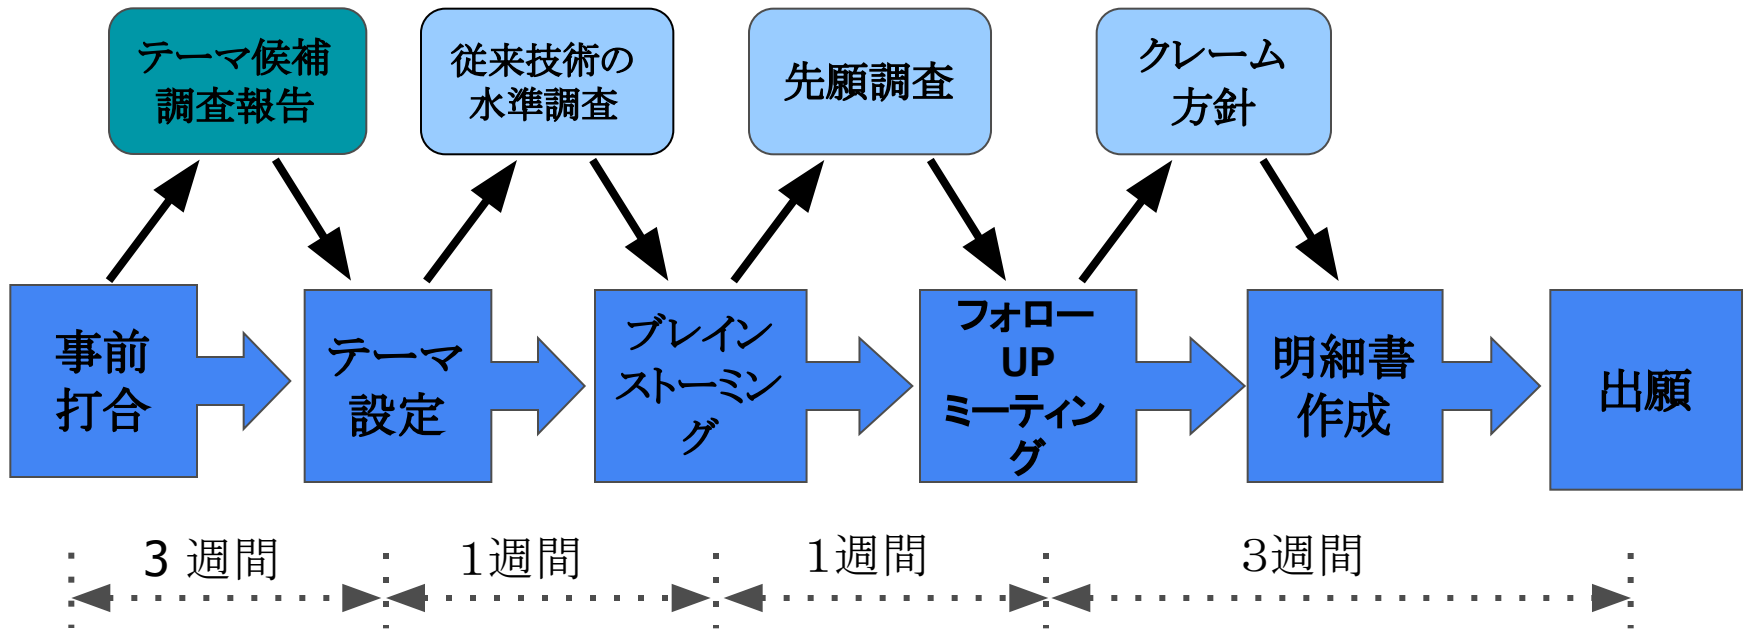 テーマ候補
調査報告
従来技術の
水準調査
先願調査
クレーム
方針
事前
打合
テーマ
設定
ブレイン
ストーミン
グ
フォロー
UP
ミーティン
グ
明細書
作成
出願
3 週間
1週間
1週間
3週間